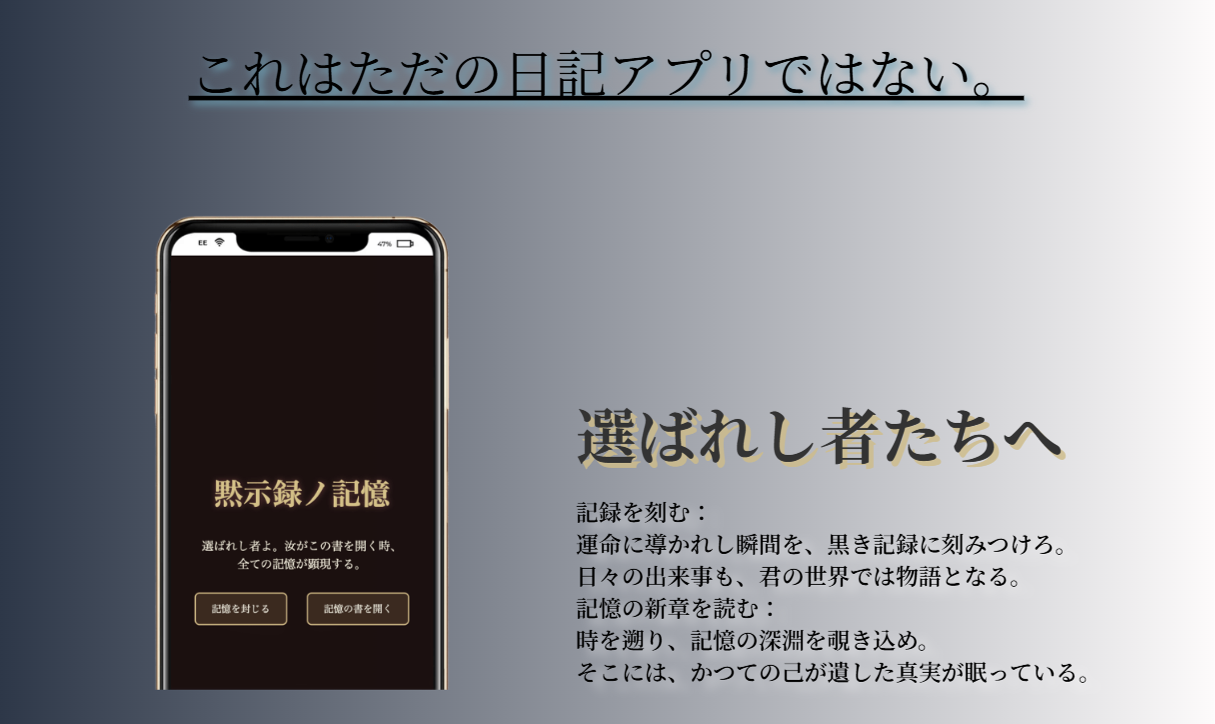 これはただの日記アプリではない。
EE
47%
黙示録ノ記憶
選ばれし者よ。汝がこの書を開く時、
全ての記憶が顕現する。
記憶を封じる
記憶の書を開く
選ばれし者たちへ
記録を刻む：
運命に導かれし瞬間を、黒き記録に刻みつけろ。
日々の出来事も、君の世界では物語となる。
記憶の新章を読む：
時を遡り、記憶の深淵を覗き込め。
そこには、かつての己が遺した真実が眠っている。